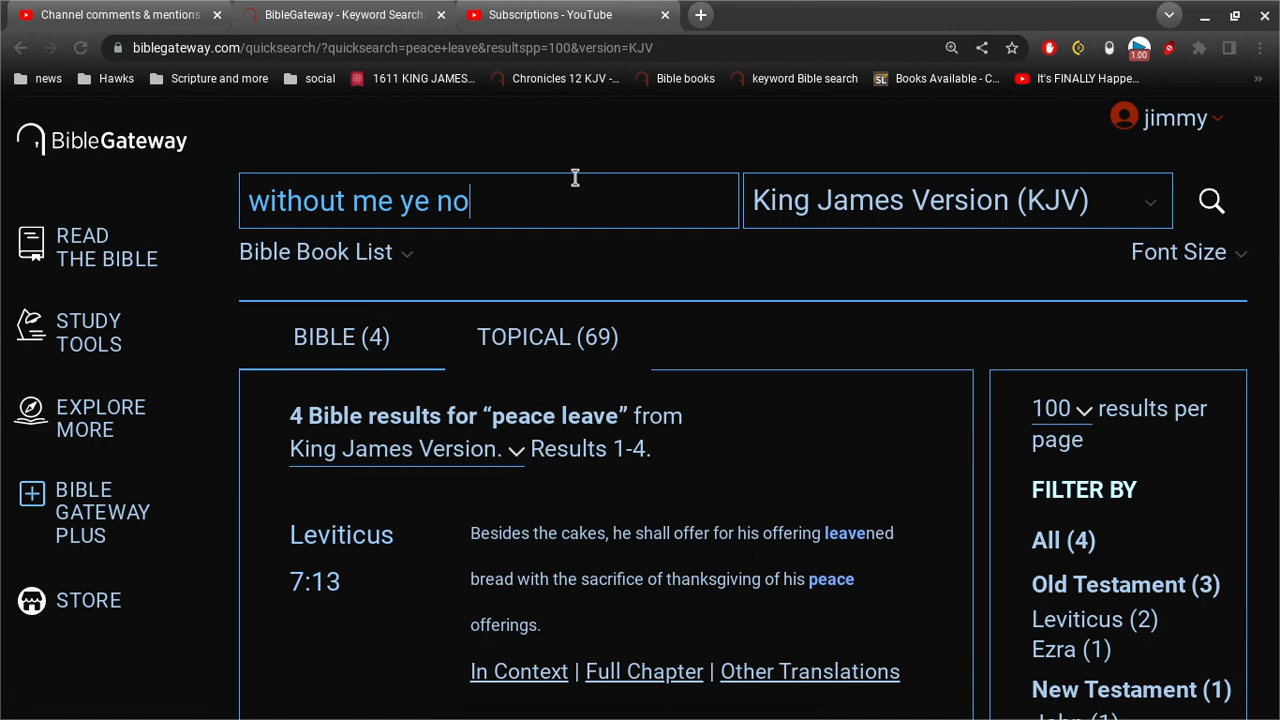 Channel comments & mentions
BibleGateway - Keyword Search:
Subscriptions - YouTube
biblegateway.com/quicksearch/?quicksearch=peace+leave&resultspp=100&version=KJV
1.00
news
Hawks
Scripture and more
social
1611 KING JAMES...
Chronicles 12 KJV -...
Bible books
keyword Bible search
SL
Books Available - C...
It's FINALLY Happe...
»
BibleGateway
jimmy
without me ye no
King James Version (KJV)
Bible Book List
Font Size
READ
THE BIBLE
STUDY
TOOLS
EXPLORE
MORE
BIBLE
GATEWAY
PLUS
STORE
BIBLE (4)
TOPICAL (69)
4 Bible results for “peace leave” from
King James Version. Results 1-4.
Leviticus
7:13
Besides the cakes, he shall offer for his offering leavened
bread with the sacrifice of thanksgiving of his peace
offerings.
In Context | Full Chapter | Other Translations
100 results per
page
FILTER BY
All (4)
Old Testament (3)
Leviticus (2)
Ezra (1)
New Testament (1)
John (1)